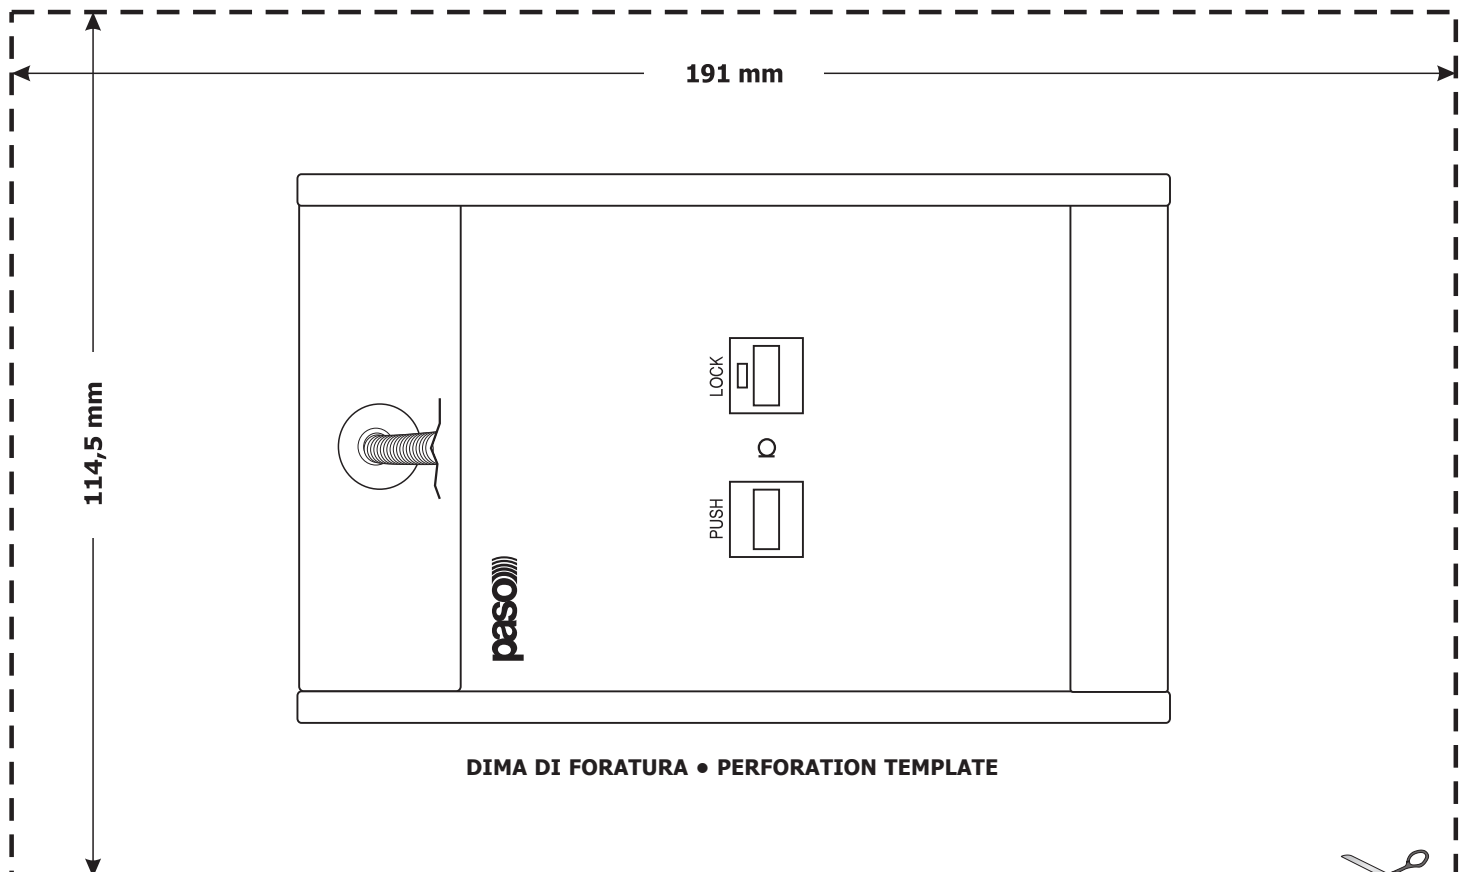 191 mm
114,5 mm
LOCK
PUSH
paso
DIMA DI FORATURA • PERFORATION TEMPLATE